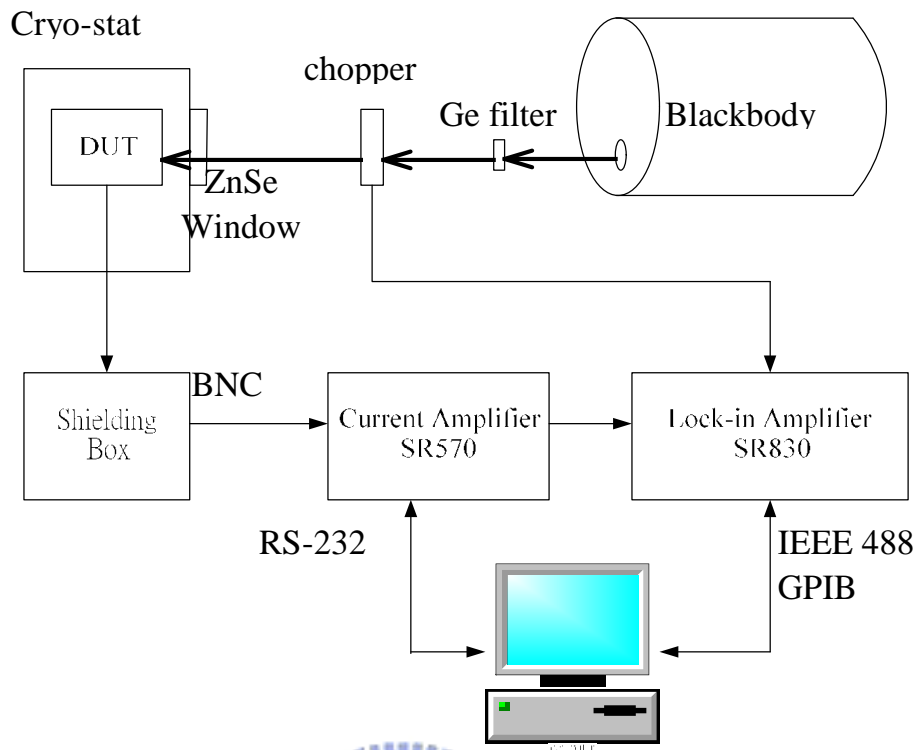 Cryo-stat
chopper
Ge filter
Blackbody
DUT
ZnSe
Window
BNC
Shielding
Box
Current Amplifier
SR570
Lock-in Amplifier
SR830
RS-232
IEEE 488
GPIB